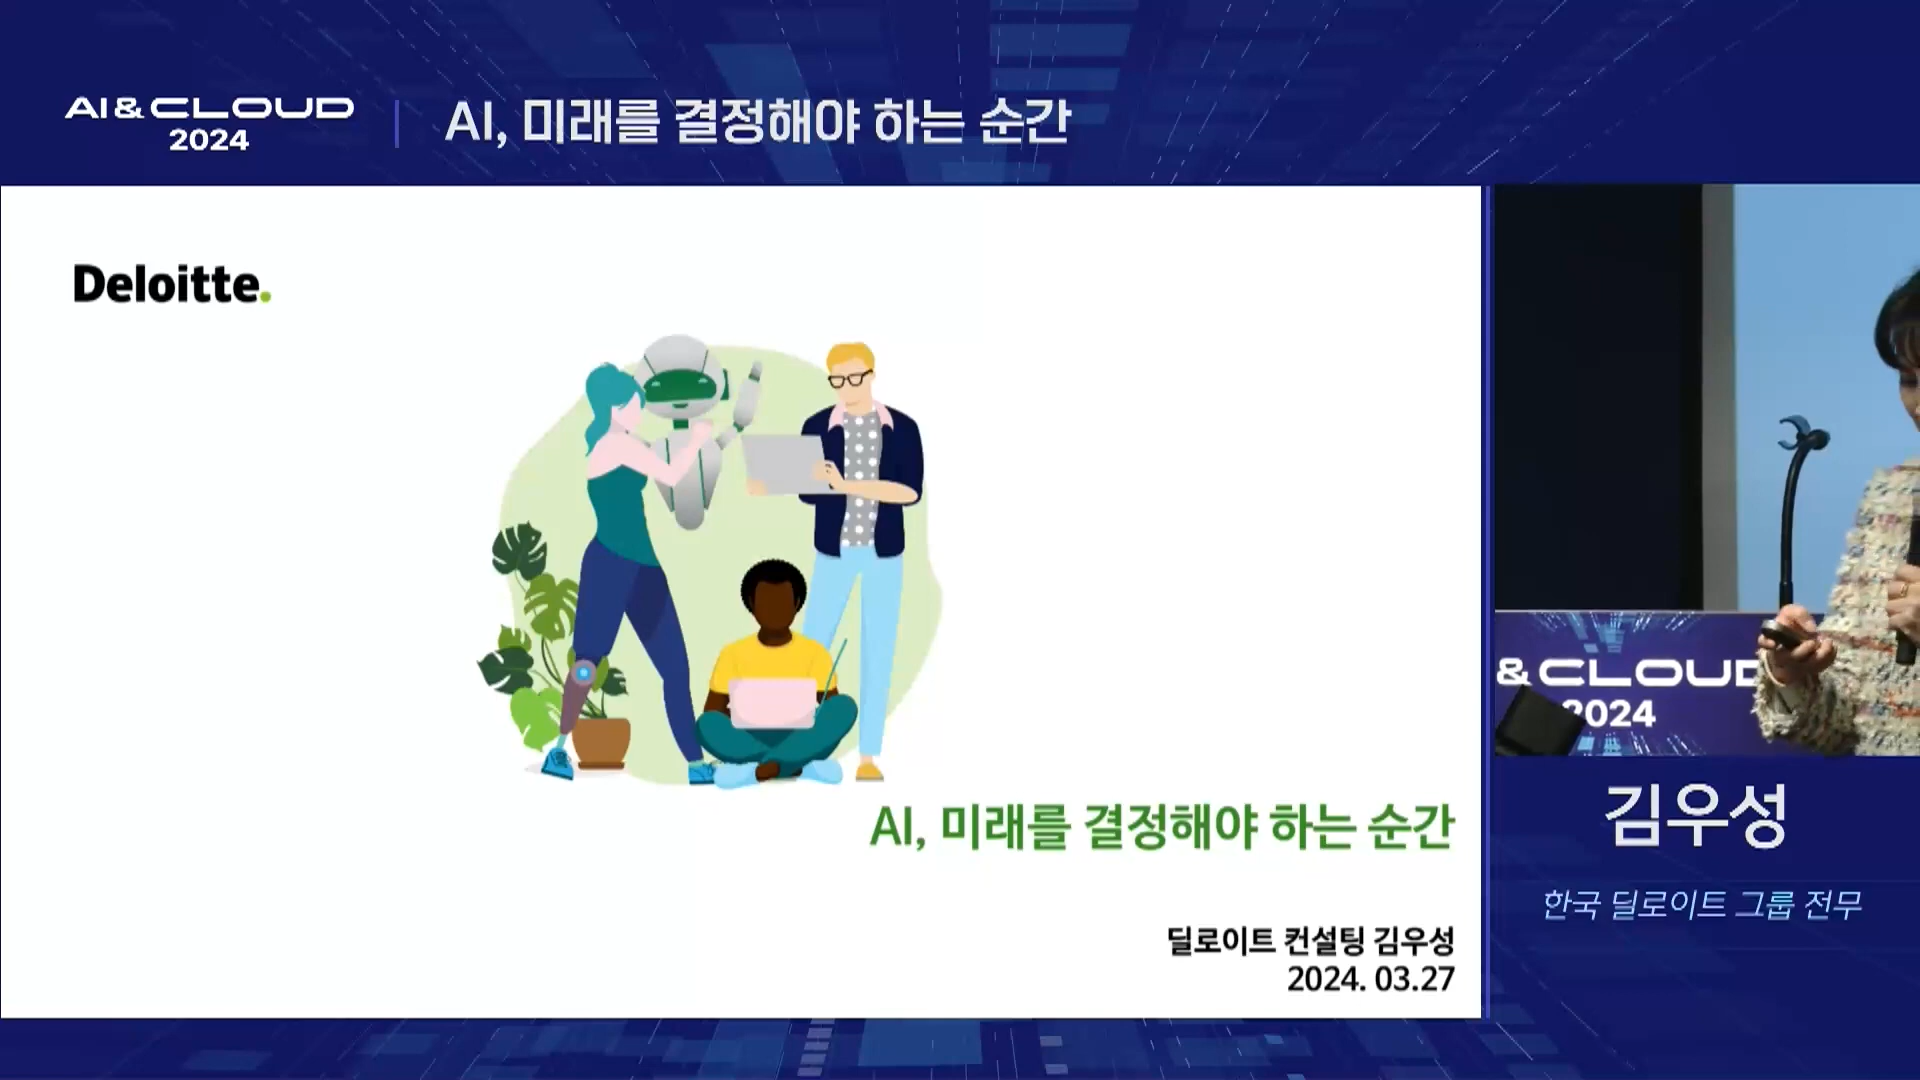 AI & CLOUD
2024
AI, 미래를 결정해야 하는 순간
Deloitte.
AI, 미래를 결정해야 하는 순간
딜로이트 컨설팅 김우성
2024. 03.27
& CLOUD
2024
김우성
한국 딜로이트 그룹 전무